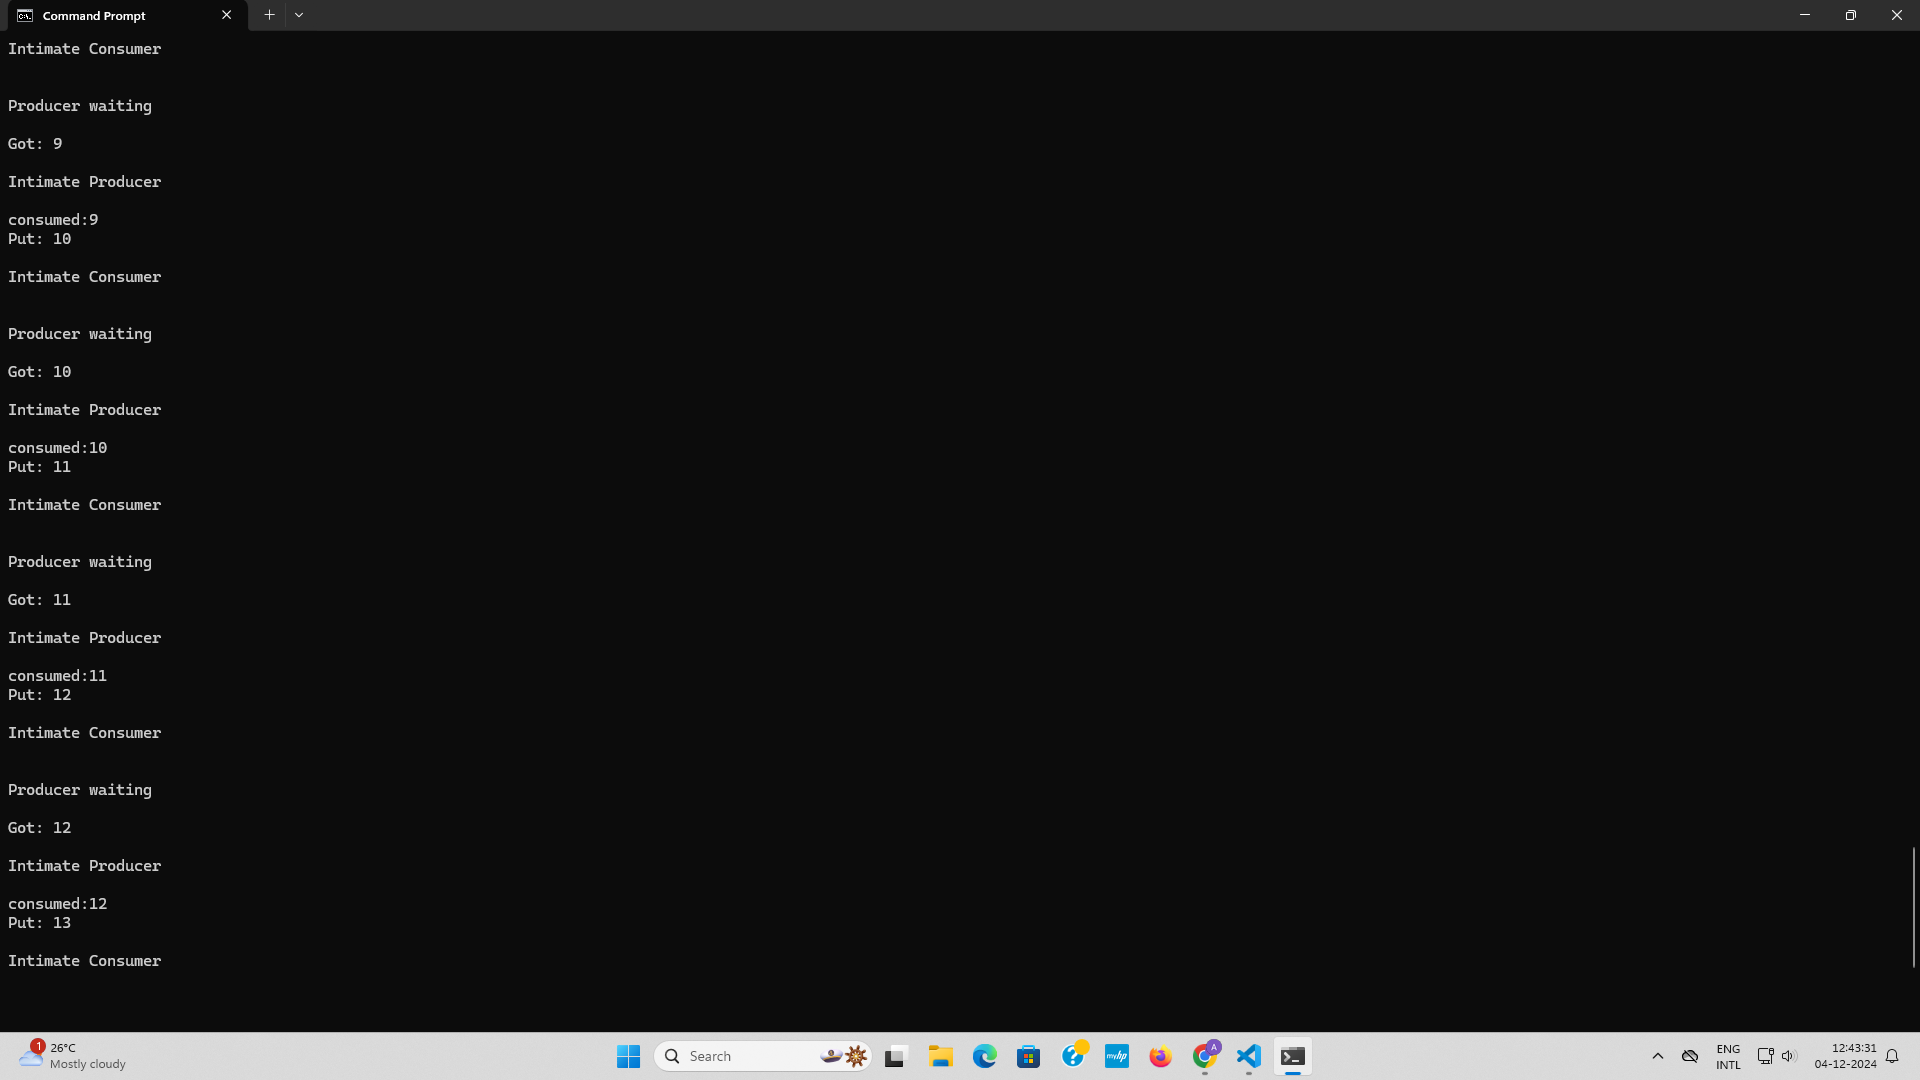 Command Prompt
Intimate Consumer
Producer waiting
Got: 9
Intimate Producer
consumed:9
Put: 10
Intimate Consumer
Producer waiting
Got: 10
Intimate Producer
consumed:10
Put: 11
Intimate Consumer
Producer waiting
Got: 11
Intimate Producer
consumed:11
Put: 12
Intimate Consumer
Producer waiting
Got: 12
Intimate Producer
consumed:12
Put: 13
Intimate Consumer
1
26°C
Mostly cloudy
Search
myhp
A
ENG
INTL
12:43:31
04-12-2024